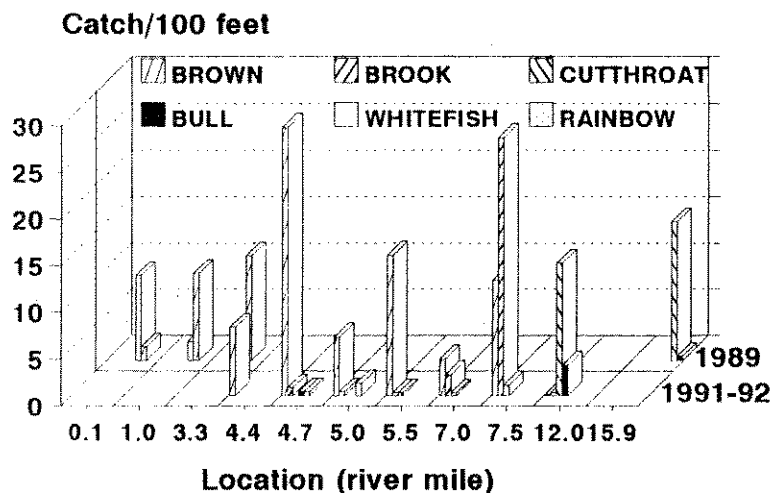 Catch/100 feet
BROWN BROOK CUTTHROAT
BULL WHITEFISH RAINBOW
30
25
20
15
10
5
0
1989
1991-92
0.1 1.0 3.3 4.4 4.7 5.0 5.5 7.0 7.5 12.0 15.9
Location (river mile)